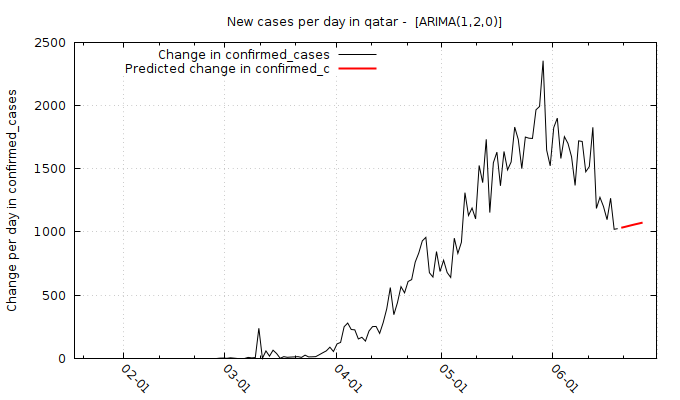 New cases per day in qatar -  [ARIMA(1,2,0)]
Change in confirmed_cases
Predicted change in confirmed_c
Change per day in confirmed_cases
2500
2000
1500
1000
500
0
02-01
03-01
04-01
05-01
06-01